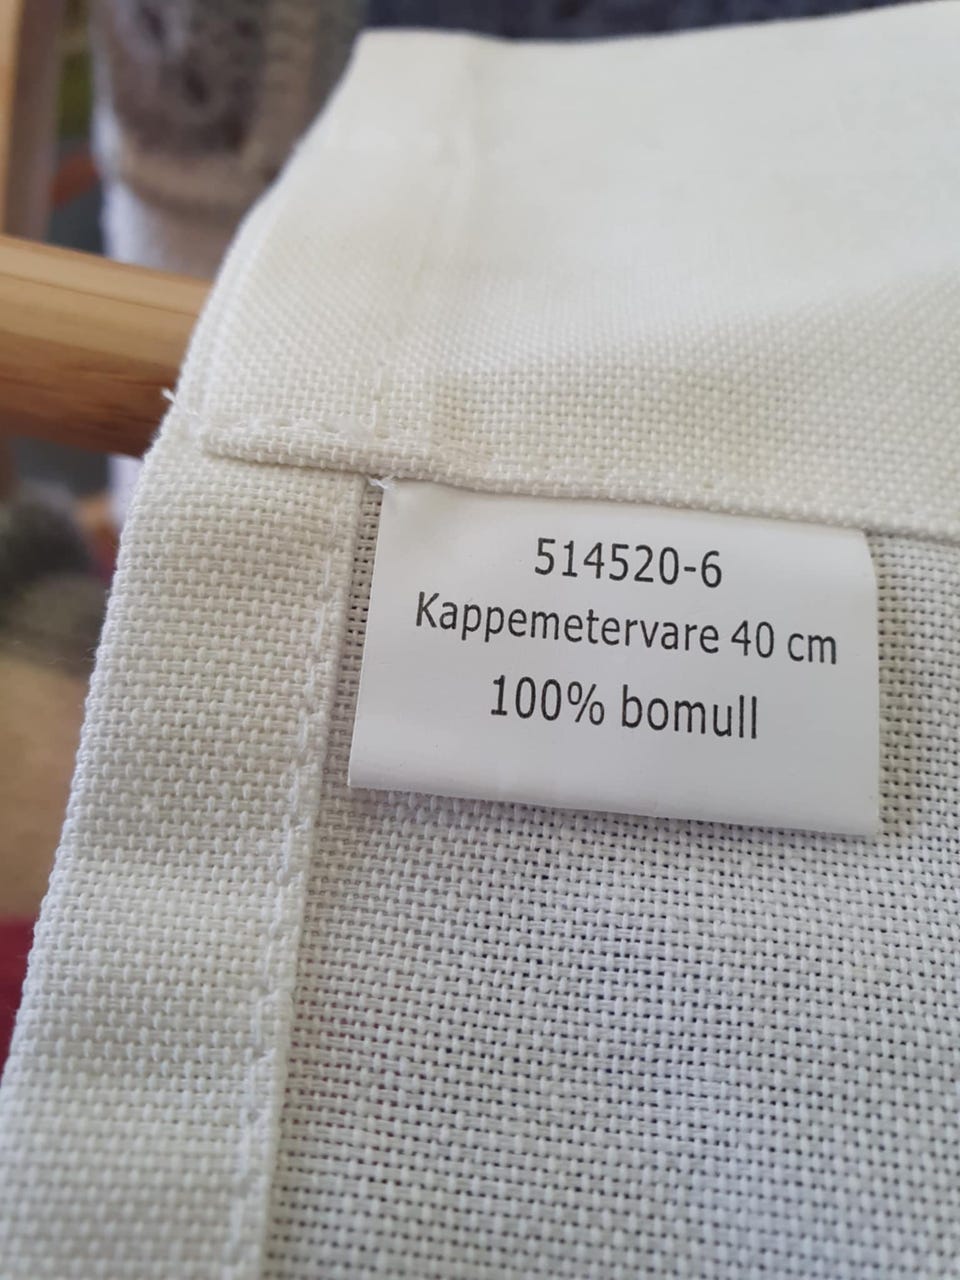 514520-6
Kappemetervare 40 cm
100% bomull